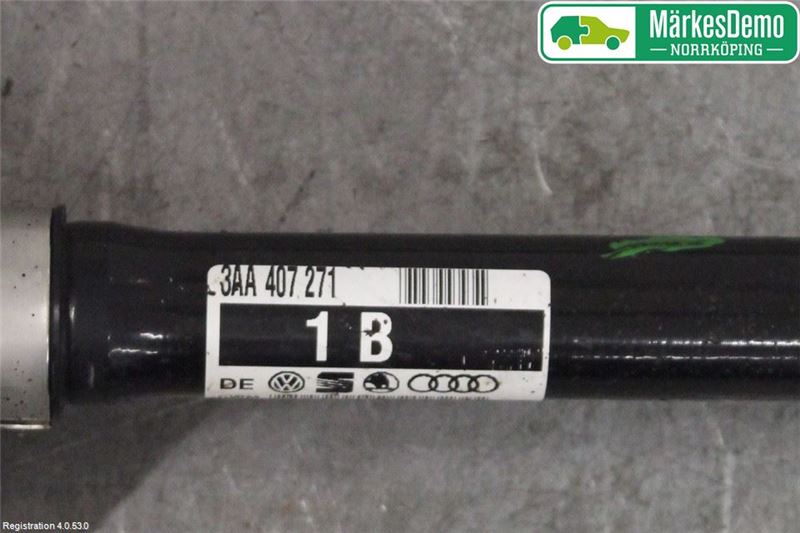 MärkesDemo
NORRKÖPING
3AA 407 271
1 B
DE
Registration 4.0.53.0